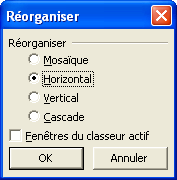 Réorganiser
Réorganiser
Mosaïque
Horizontal
Vertical
Cascade
Fenêtres du classeur actif
OK Annuler